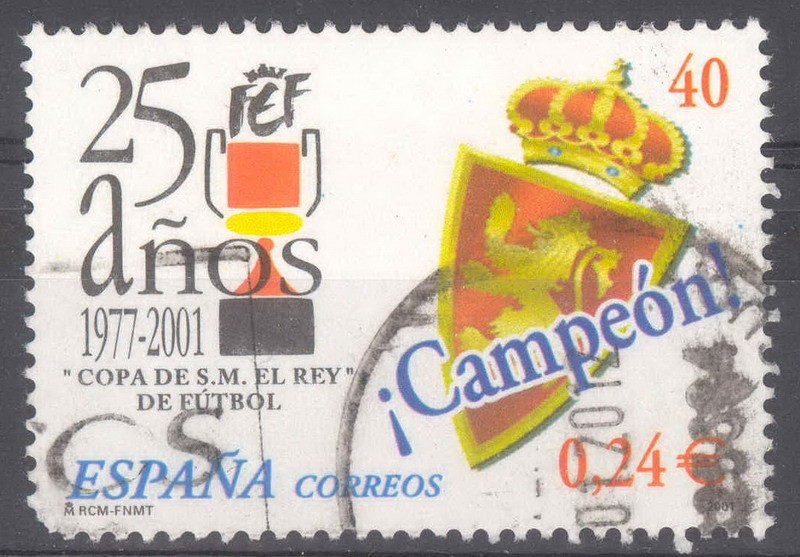 25
años
1977-2001
"COPA DE S.M. EL REY"
DE FÚTBOL
FEF
40
¡Campeón!
0,24 €
ESPAÑA CORREOS
RCM-FNMT
2001